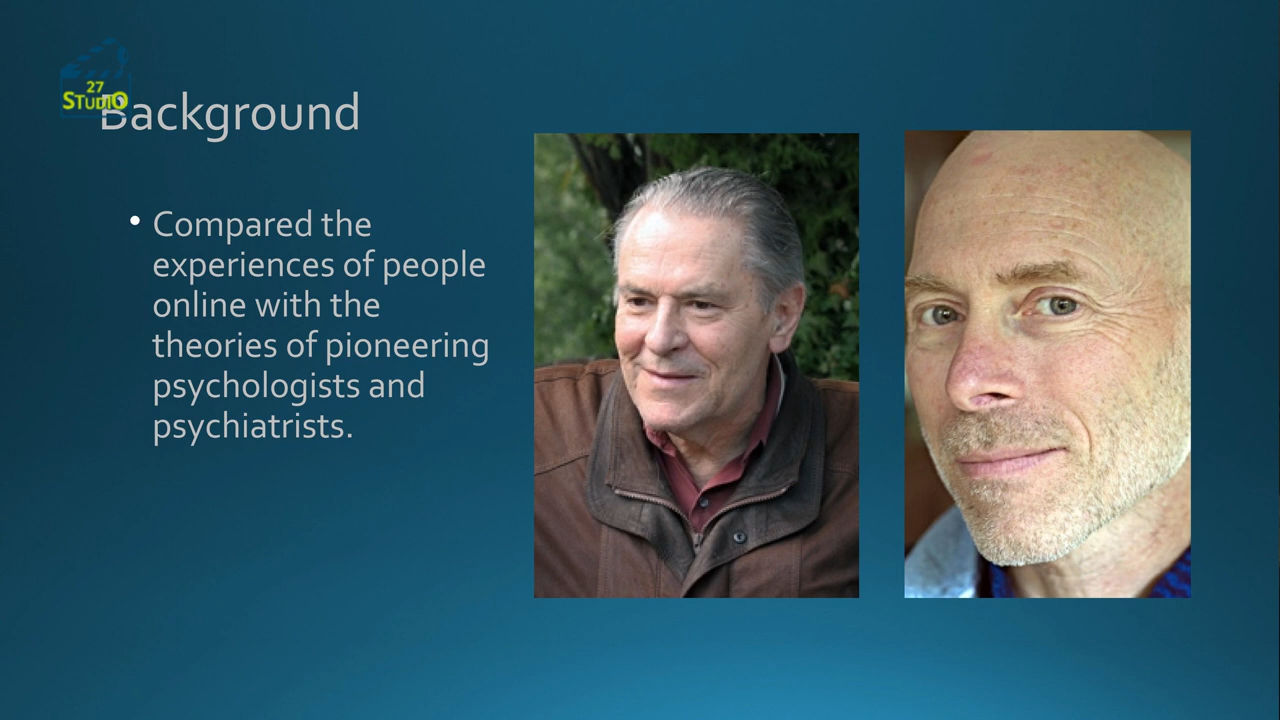 27
STUDIO
Background
• Compared the
experiences of people
online with the
theories of pioneering
psychologists and
psychiatrists.